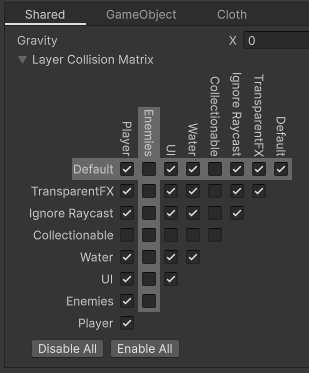 Shared GameObject Cloth
Gravity X 0
Layer Collision Matrix
Player Enemies UI Water Collectionable Ignore Raycast TransparentFX Default
Default
TransparentFX
Ignore Raycast
Collectionable
Water
UI
Enemies
Player
Disable All Enable All